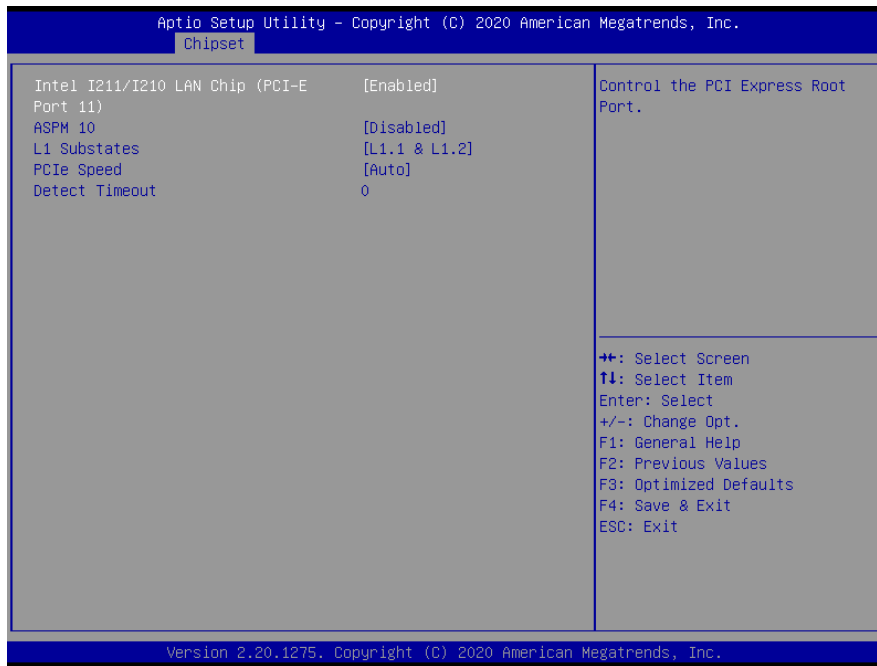 Aptio Setup Utility – Copyright (C) 2020 American Megatrends, Inc.
Chipset
Intel I211/I210 LAN Chip (PCI-E Port 11) [Enabled]
ASPM 10 [Disabled]
L1 Substates [L1.1 & L1.2]
PCIe Speed [Auto]
Detect Timeout 0
Control the PCI Express Root
Port.
→←: Select Screen
↑↓: Select Item
Enter: Select
+/-: Change Opt.
F1: General Help
F2: Previous Values
F3: Optimized Defaults
F4: Save & Exit
ESC: Exit
Version 2.20.1275. Copyright (C) 2020 American Megatrends, Inc.